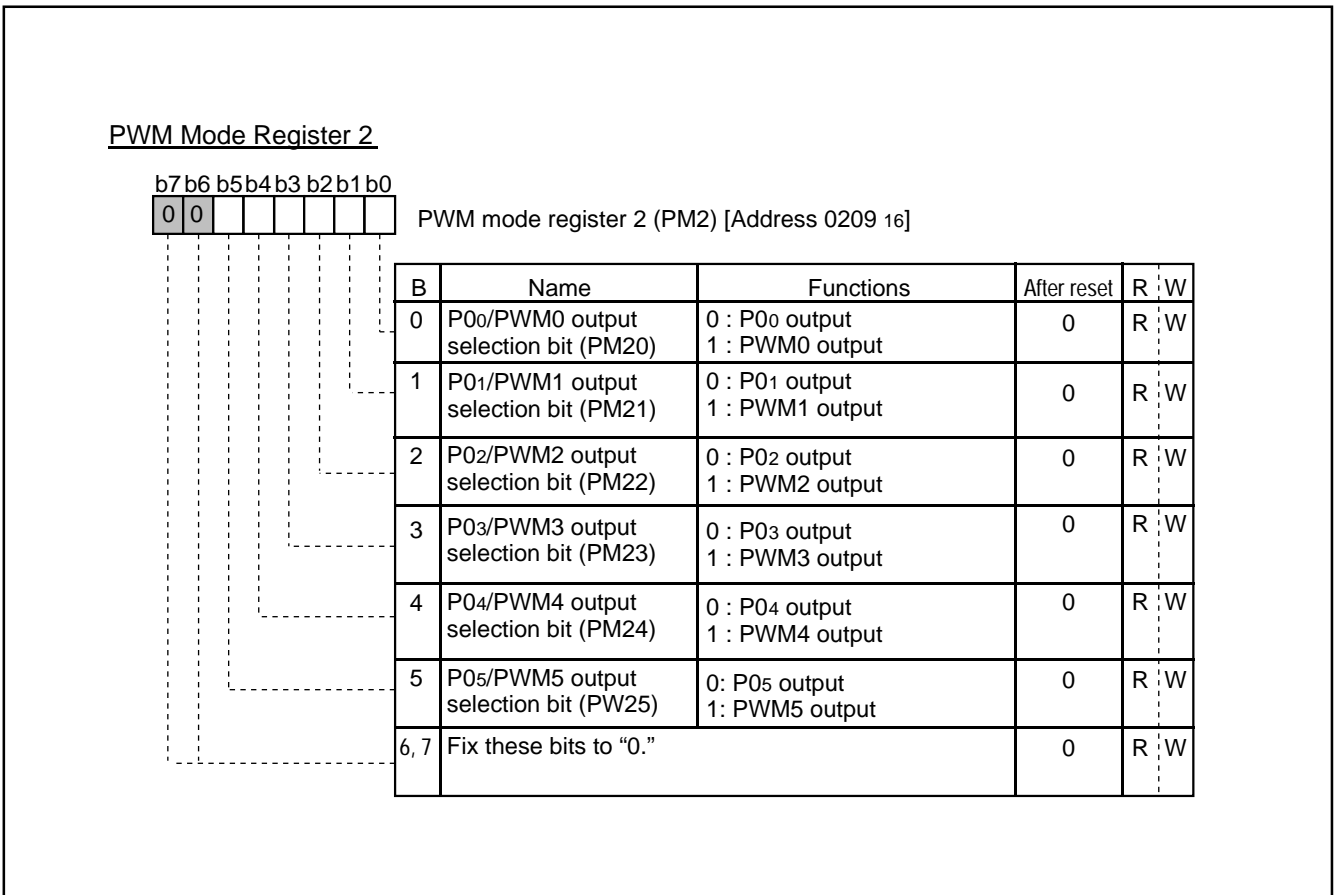 PWM Mode Register 2
b7 b6 b5 b4 b3 b2 b1 b0
0 0
PWM mode register 2 (PM2) [Address 0209 16]
B Name Functions After reset R W
0 P00/PWM0 output 0 : P00 output 0 R W
selection bit (PM20) 1 : PWM0 output
1 P01/PWM1 output 0 : P01 output 0 R W
selection bit (PM21) 1 : PWM1 output
2 P02/PWM2 output 0 : P02 output 0 R W
selection bit (PM22) 1 : PWM2 output
3 P03/PWM3 output 0 : P03 output 0 R W
selection bit (PM23) 1 : PWM3 output
4 P04/PWM4 output 0 : P04 output 0 R W
selection bit (PM24) 1 : PWM4 output
5 P05/PWM5 output 0: P05 output 0 R W
selection bit (PW25) 1: PWM5 output
6, 7 Fix these bits to “0.” 0 R W